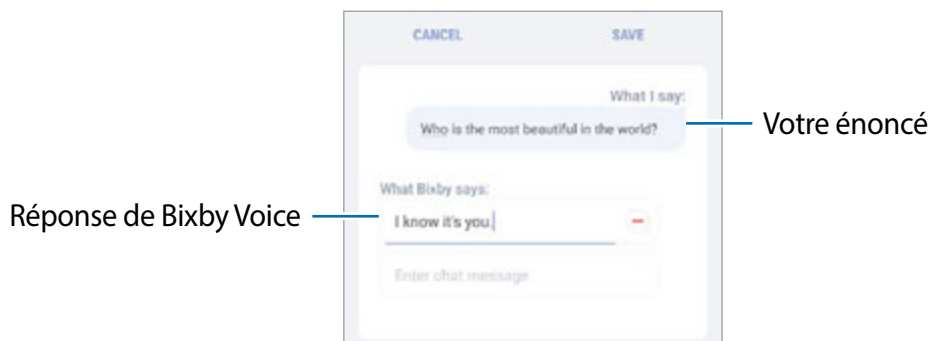 CANCEL SAVE
What I say:
Who is the most beautiful in the world?
Votre énoncé
What Bixby says:
Réponse de Bixby Voice
I know it's you.
Enter chat message